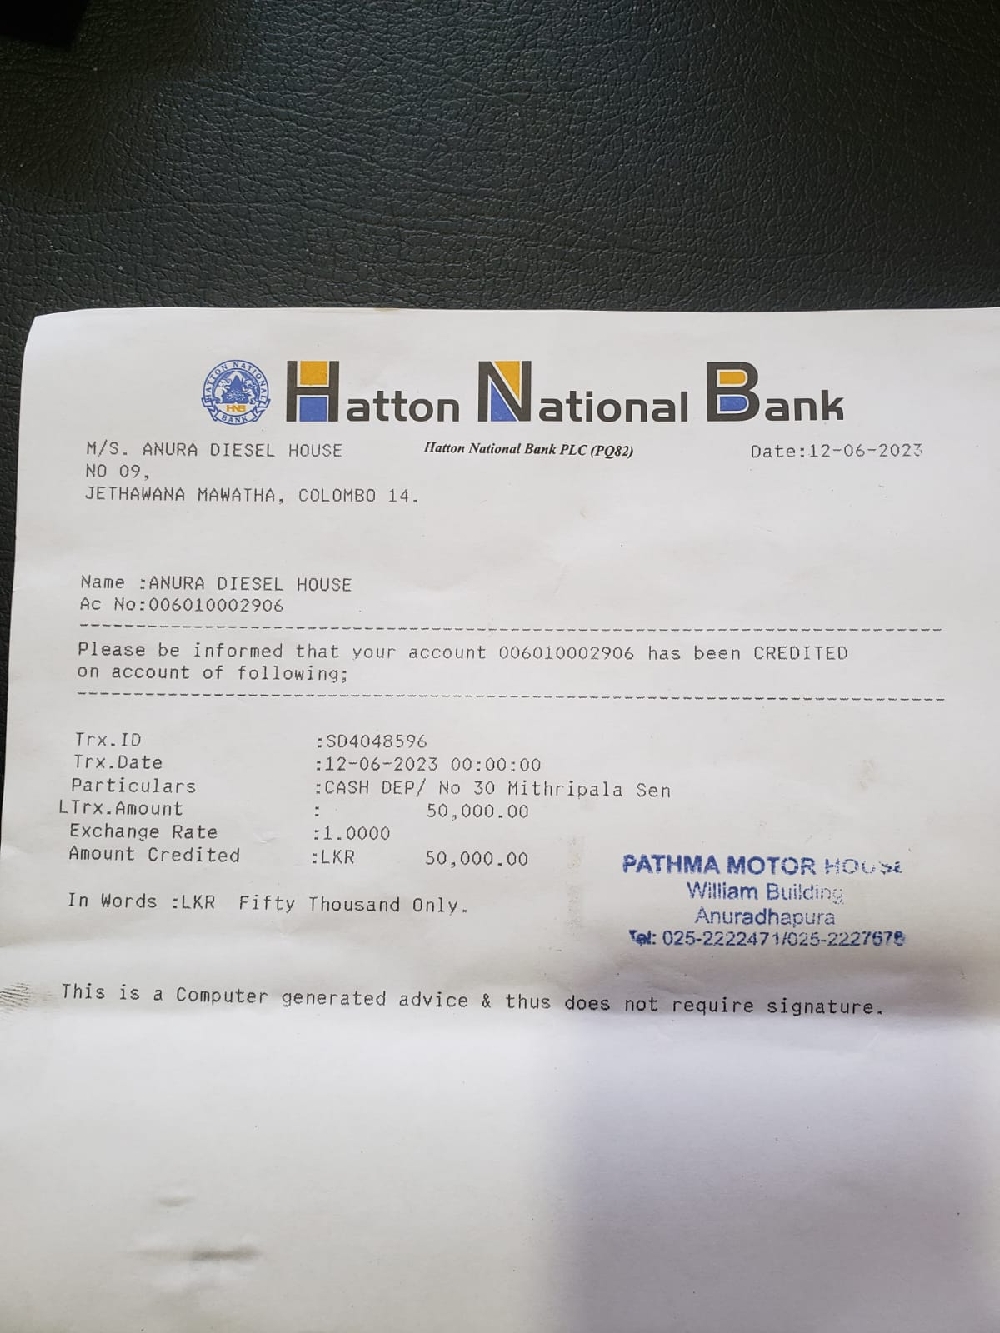 Hatton National Bank
M/S. ANURA DIESEL HOUSE
Hatton National Bank PLC (PQ82)
Date:12-06-2023
NO 09,
JETHAWANA MAWATHA, COLOMBO 14.
Name :ANURA DIESEL HOUSE
Ac No:006010002906
Please be informed that your account 006010002906 has been CREDITED
on account of following;
Trx.ID :SD4048596
Trx.Date :12-06-2023 00:00:00
Particulars :CASH DEP/ No 30 Mithripala Sen
LTrx.Amount : 50,000.00
Exchange Rate :1.0000
Amount Credited :LKR 50,000.00
In Words :LKR Fifty Thousand Only.
PATHMA MOTOR HOUSE
William Building
Anuradhapura
Tel: 025-2222471/025-2227678
This is a Computer generated advice & thus does not require signature.
HATTON NATIONAL BANK
HNB